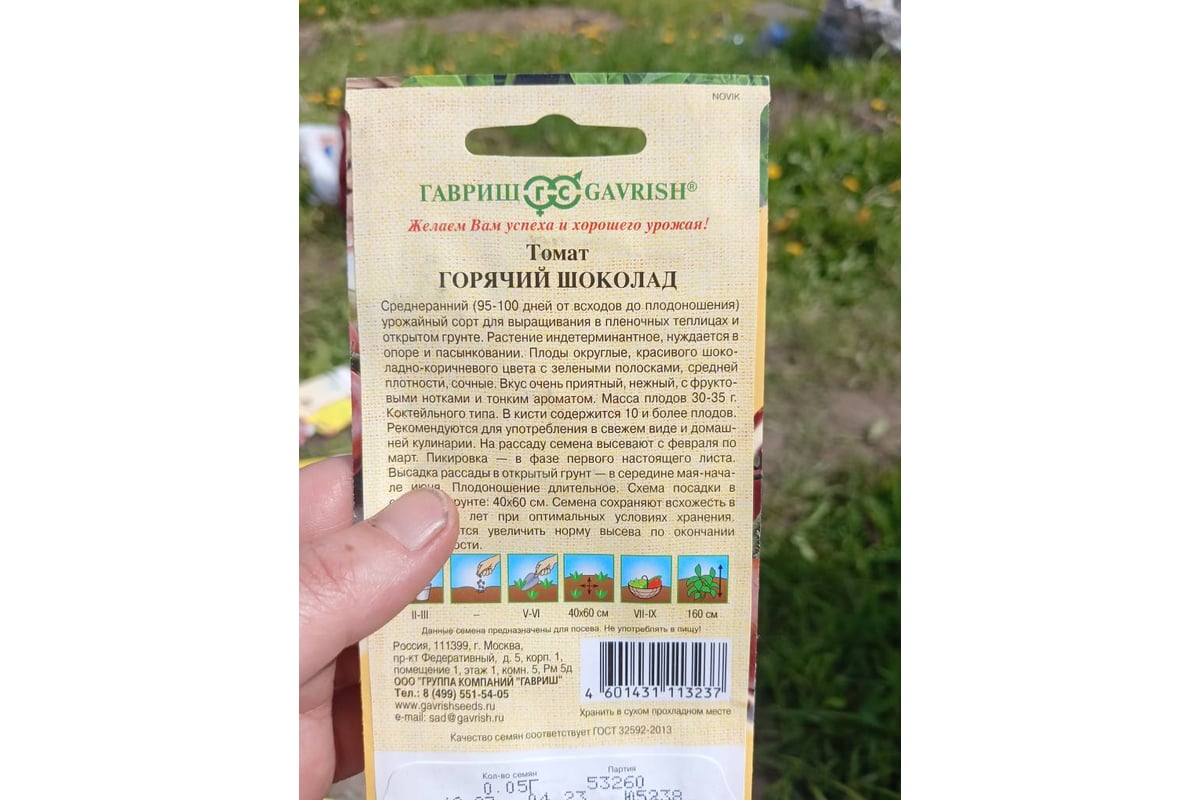 NOVIK
ГАВРИШ ГС GAVRISH®
Желаем Вам успеха и хорошего урожая!
Томат
ГОРЯЧИЙ ШОКОЛАД
Среднеранний (95-100 дней от всходов до плодоношения)
урожайный сорт для выращивания в пленочных теплицах и
открытом грунте. Растение индетерминантное, нуждается в
опоре и пасынковании. Плоды округлые, красивого шоко-
ладно-коричневого цвета с зелеными полосками, средней
плотности, сочные. Вкус очень приятный, нежный, с фрукто-
выми нотками и тонким ароматом. Масса плодов 30-35 г.
Коктейльного типа. В кисти содержится 10 и более плодов.
Рекомендуются для употребления в свежем виде и домаш-
ней кулинарии. На рассаду семена высевают с февраля по
март. Пикировка — в фазе первого настоящего листа.
Высадка рассады в открытый грунт — в середине мая-нача-
ле июня. Плодоношение длительное. Схема посадки в
грунте: 40х60 см. Семена сохраняют всхожесть в
лет при оптимальных условиях хранения.
увеличить норму высева по окончании
II-III – V-VI 40х60 см VII-IX 160 см
Данные семена предназначены для посева. Не употреблять в пищу!
Россия, 111399, г. Москва,
пр-кт Федеративный, д. 5, корп. 1,
помещение 1, этаж 1, комн. 5, Рм 5д
ООО "ГРУППА КОМПАНИЙ "ГАВРИШ"
Тел.: 8 (499) 551-54-05
www.gavrishseeds.ru
e-mail: sad@gavrish.ru
4 601431 113237
Хранить в сухом прохладном месте
Качество семян соответствует ГОСТ 32592-2013
Кол-во семян Партия
0.05Г 53260
04 23 Ю5238